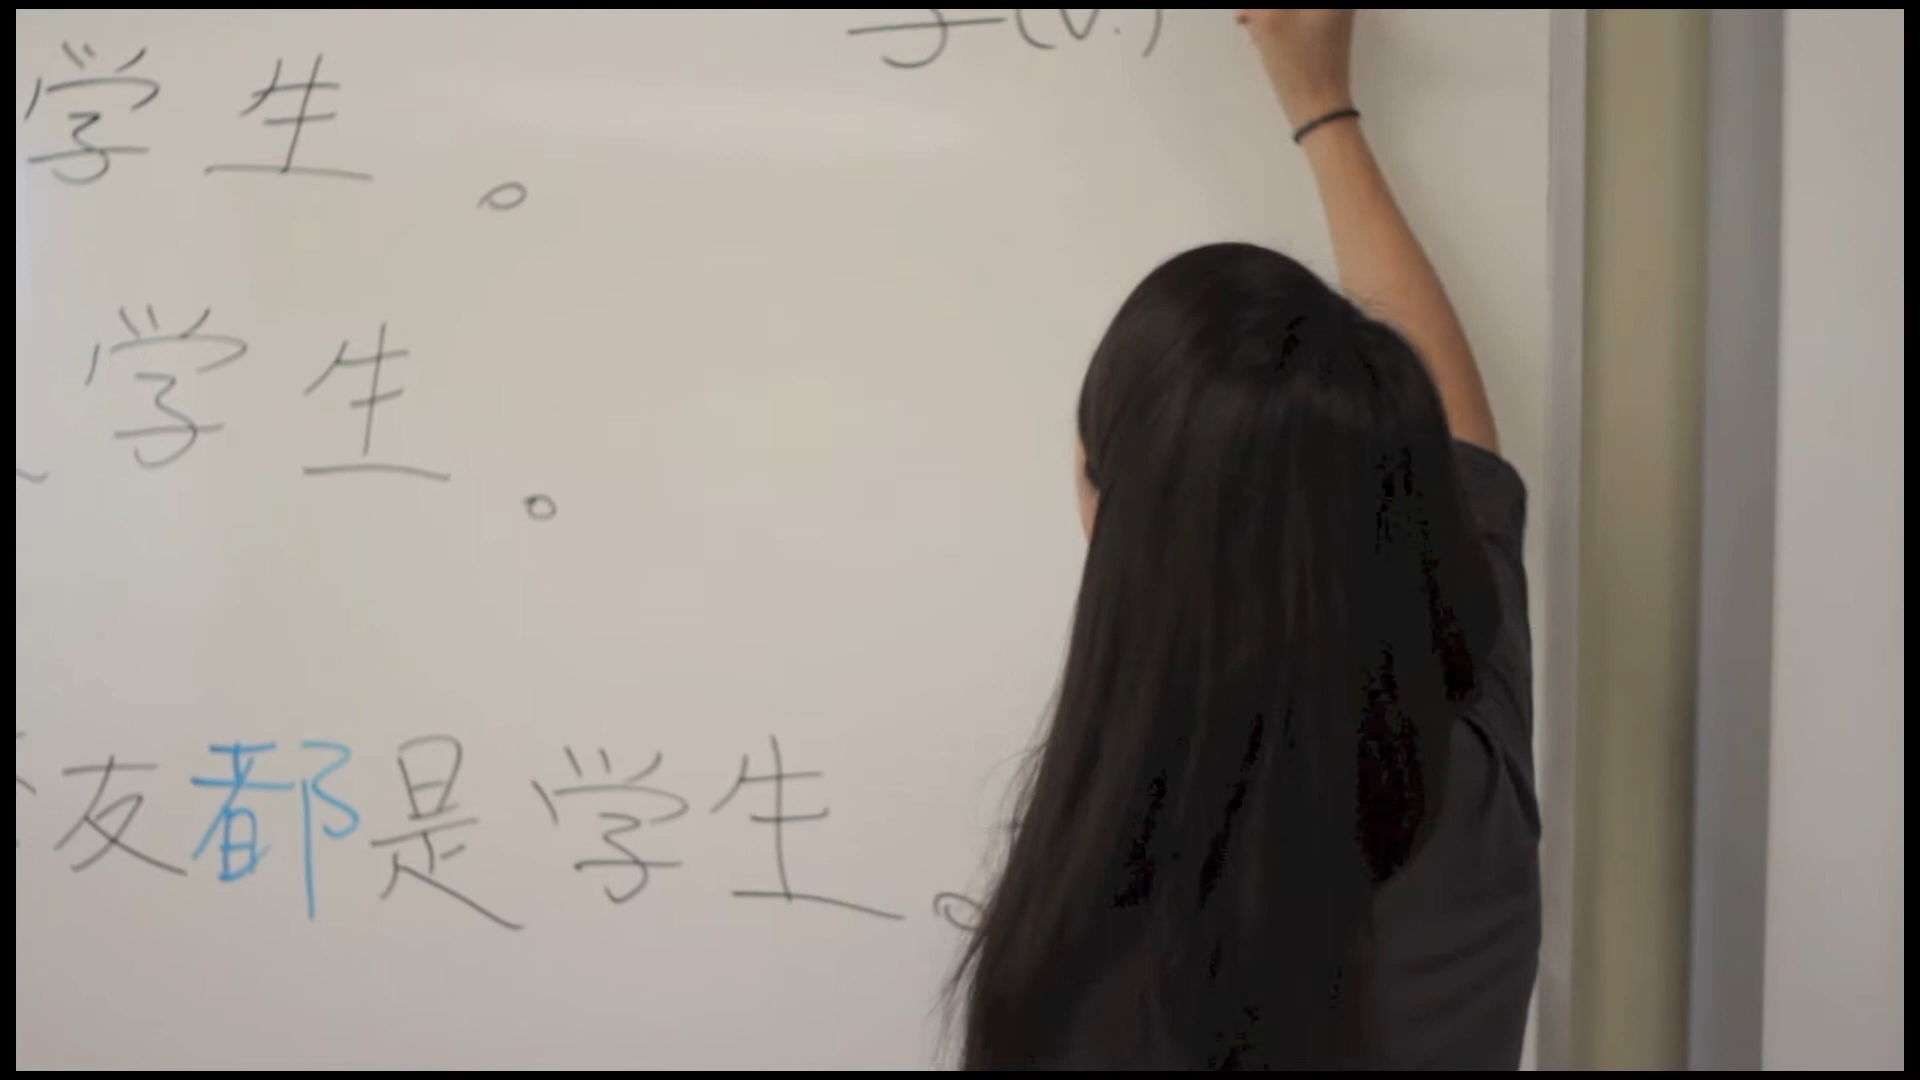 (v.)
学生。
学生。
友都是学生。